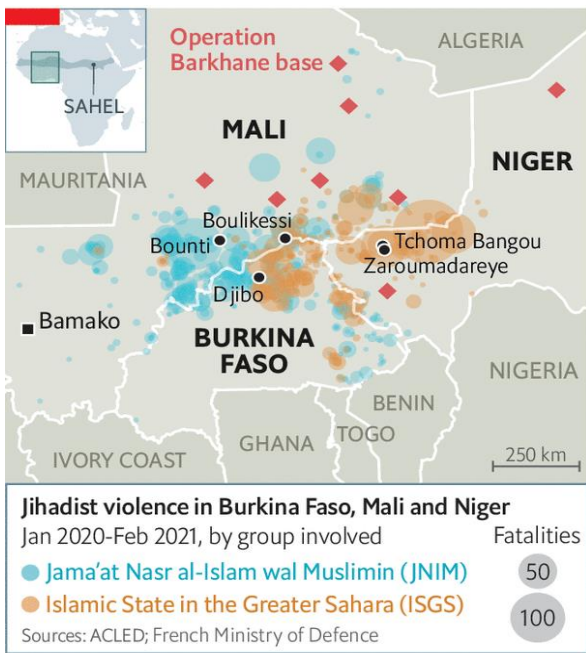 SAHEL
Operation
Barkhane base
ALGERIA
MALI
NIGER
MAURITANIA
Boulikessi
Bounti
Tchoma Bangou
Zaroumadareye
Djibo
Bamako
BURKINA
FASO
NIGERIA
BENIN
GHANA
TOGO
IVORY COAST
250 km
Jihadist violence in Burkina Faso, Mali and Niger
Jan 2020-Feb 2021, by group involved
Fatalities
Jama’at Nasr al-Islam wal Muslimin (JNIM)
50
Islamic State in the Greater Sahara (ISGS)
100
Sources: ACLED; French Ministry of Defence